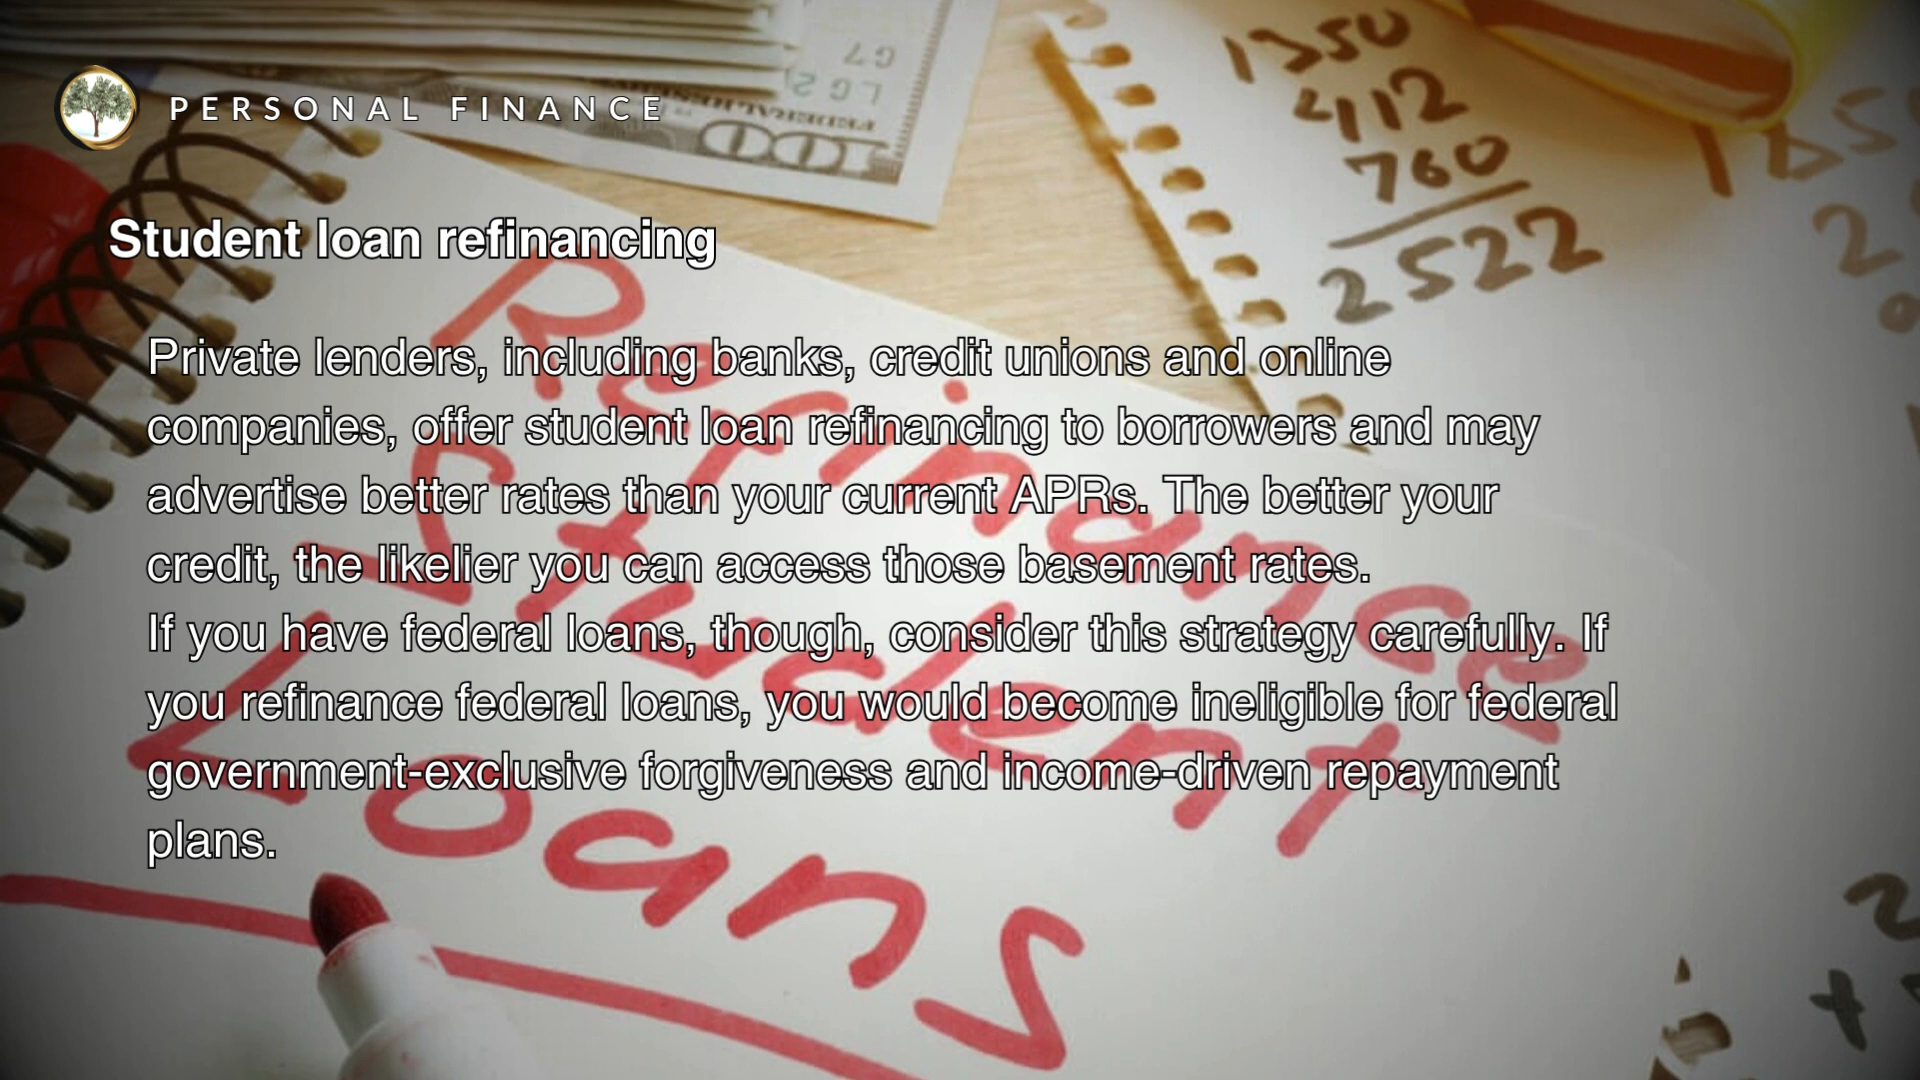 PERSONAL FINANCE
Student loan refinancing
Private lenders, including banks, credit unions and online
companies, offer student loan refinancing to borrowers and may
advertise better rates than your current APRs. The better your
credit, the likelier you can access those basement rates.
If you have federal loans, though, consider this strategy carefully. If
you refinance federal loans, you would become ineligible for federal
government-exclusive forgiveness and income-driven repayment
plans.
Refinance
Student
Loans
1350
412
760
2522
100